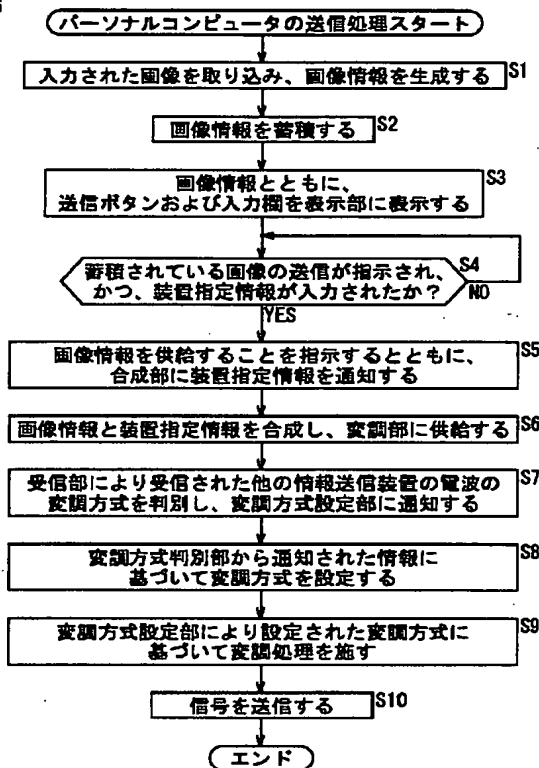 パーソナルコンピュータの送信処理スタート
入力された画像を取り込み、画像情報を生成する
S1
画像情報を蓄積する
S2
画像情報とともに、
送信ボタンおよび入力欄を表示部に表示する
S3
蓄積されている画像の送信が指示され、
かつ、装置指定情報が入力されたか?
S4
NO
YES
画像情報を供給することを指示するとともに、
合成部に装置指定情報を通知する
S5
画像情報と装置指定情報を合成し、変調部に供給する
S6
受信部により受信された他の情報送信装置の電波の
変調方式を判別し、変調方式設定部に通知する
S7
変調方式判別部から通知された情報に
基づいて変調方式を設定する
S8
変調方式設定部により設定された変調方式に
基づいて変調処理を施す
S9
信号を送信する
S10
エンド